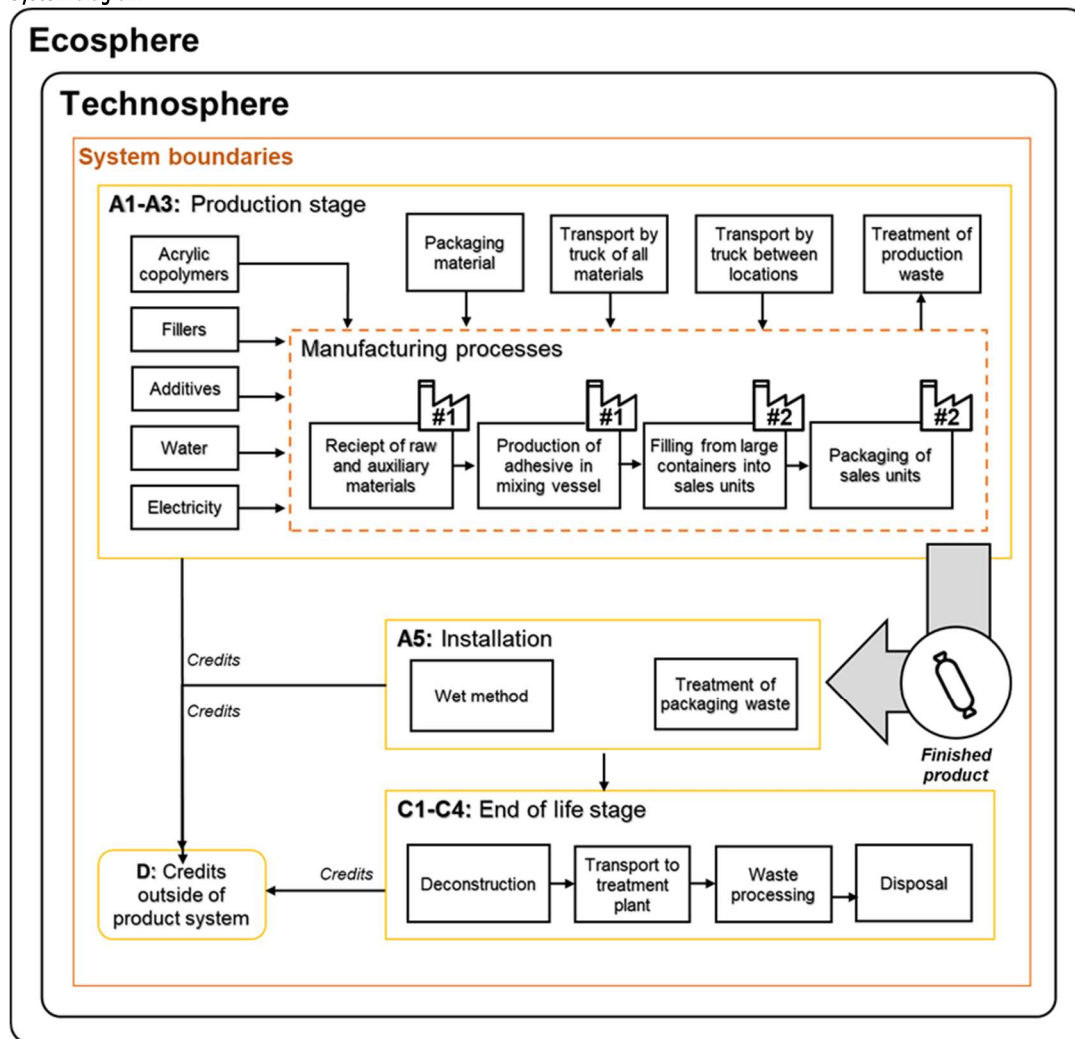 Ecosphere
Technosphere
System boundaries
A1-A3: Production stage
Acrylic
copolymers
Fillers
Additives
Water
Electricity
Packaging
material
Transport by
truck of all
materials
Transport by
truck between
locations
Treatment of
production
waste
Manufacturing processes
#1
Reciept of raw
and auxiliary
materials
#1
Production of
adhesive in
mixing vessel
#2
Filling from large
containers into
sales units
#2
Packaging of
sales units
Finished
product
A5: Installation
Wet method
Treatment of
packaging waste
Credits
Credits
C1-C4: End of life stage
Deconstruction
Transport to
treatment
plant
Waste
processing
Disposal
Credits
D: Credits
outside of
product system